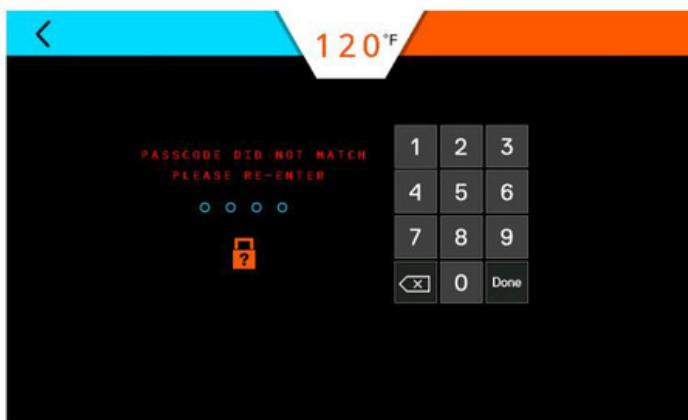 120°F
PASSCODE DID NOT MATCH
PLEASE RE-ENTER
?
1 2 3
4 5 6
7 8 9
0 Done